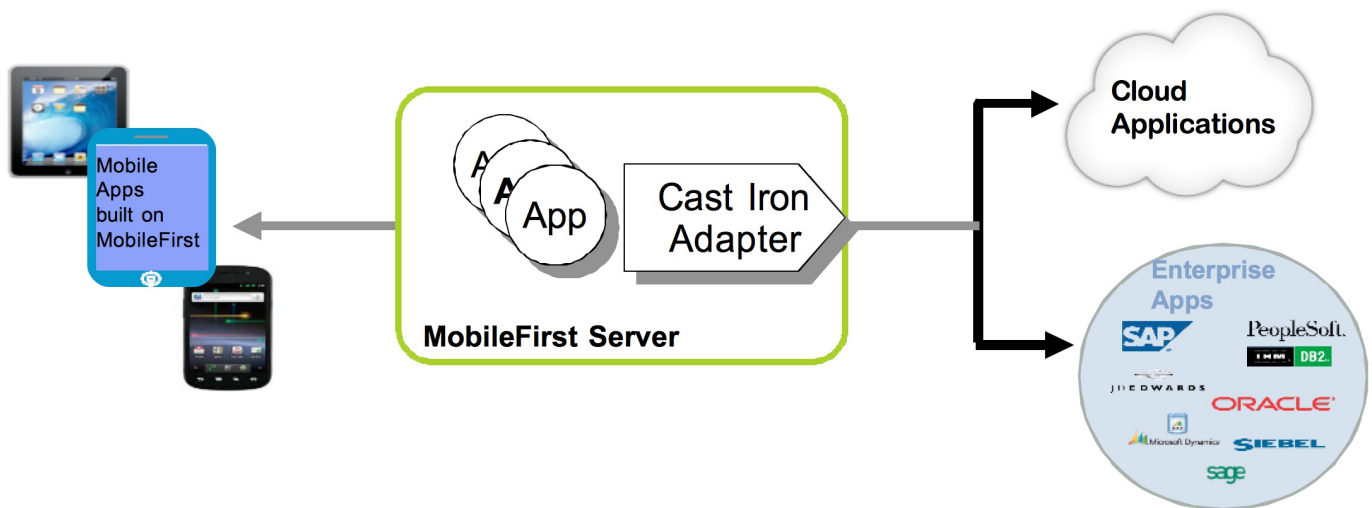 Mobile
Apps
built on
MobileFirst
A
A
App
Cast Iron
Adapter
MobileFirst Server
Cloud
Applications
Enterprise
Apps
SAP
PeopleSoft.
IBM DB2
JDEDWARDS
ORACLE
Microsoft Dynamics
SIEBEL
sage